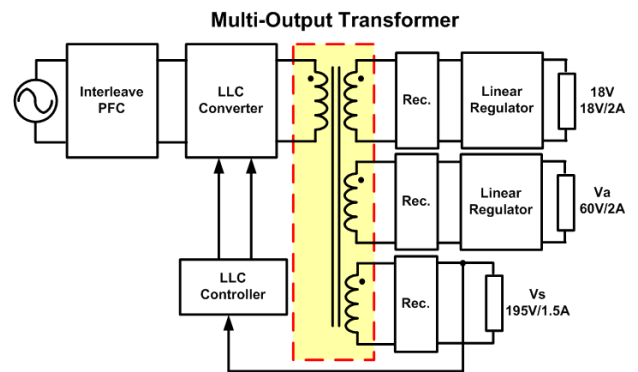 Multi-Output Transformer
Interleave
PFC
LLC
Converter
Rec.
Linear
Regulator
18V
18V/2A
Rec.
Linear
Regulator
Va
60V/2A
LLC
Controller
Rec.
Vs
195V/1.5A